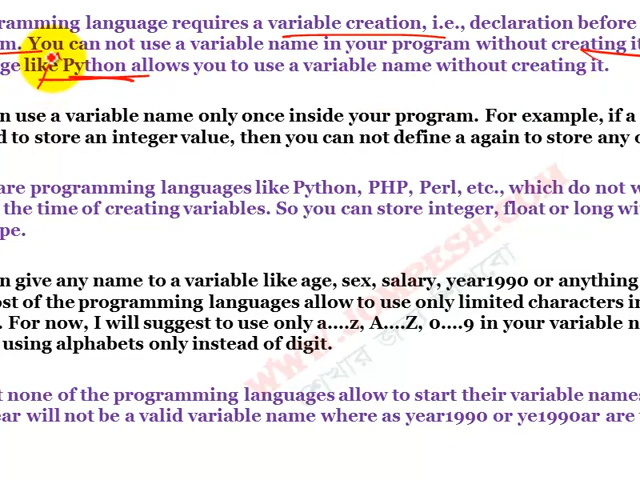 ramming language requires a variable creation, i.e., declaration before
m. You can not use a variable name in your program without creating it
ge like Python allows you to use a variable name without creating it.
n use a variable name only once inside your program. For example, if a
d to store an integer value, then you can not define a again to store any o
are programming languages like Python, PHP, Perl, etc., which do not w
the time of creating variables. So you can store integer, float or long wi
pe.
n give any name to a variable like age, sex, salary, year1990 or anything
ost of the programming languages allow to use only limited characters in
. For now, I will suggest to use only a....z, A....Z, 0....9 in your variable n
using alphabets only instead of digit.
t none of the programming languages allow to start their variable names
ear will not be a valid variable name where as year1990 or ye1990ar are
WWW.JOMPESH.COM